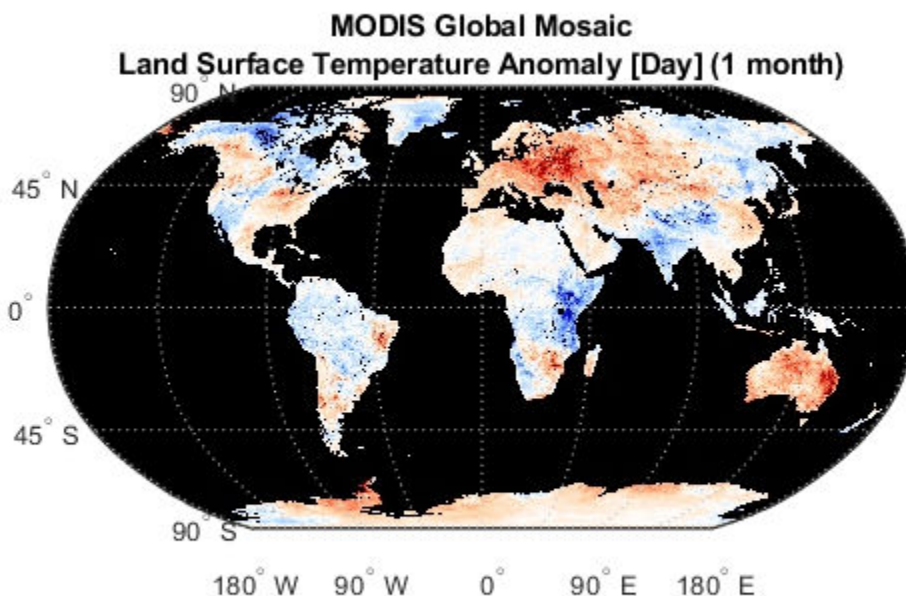 MODIS Global Mosaic
Land Surface Temperature Anomaly [Day] (1 month)
90° N
45° N
0°
45° S
90° S
180° W 90° W 0° 90° E 180° E